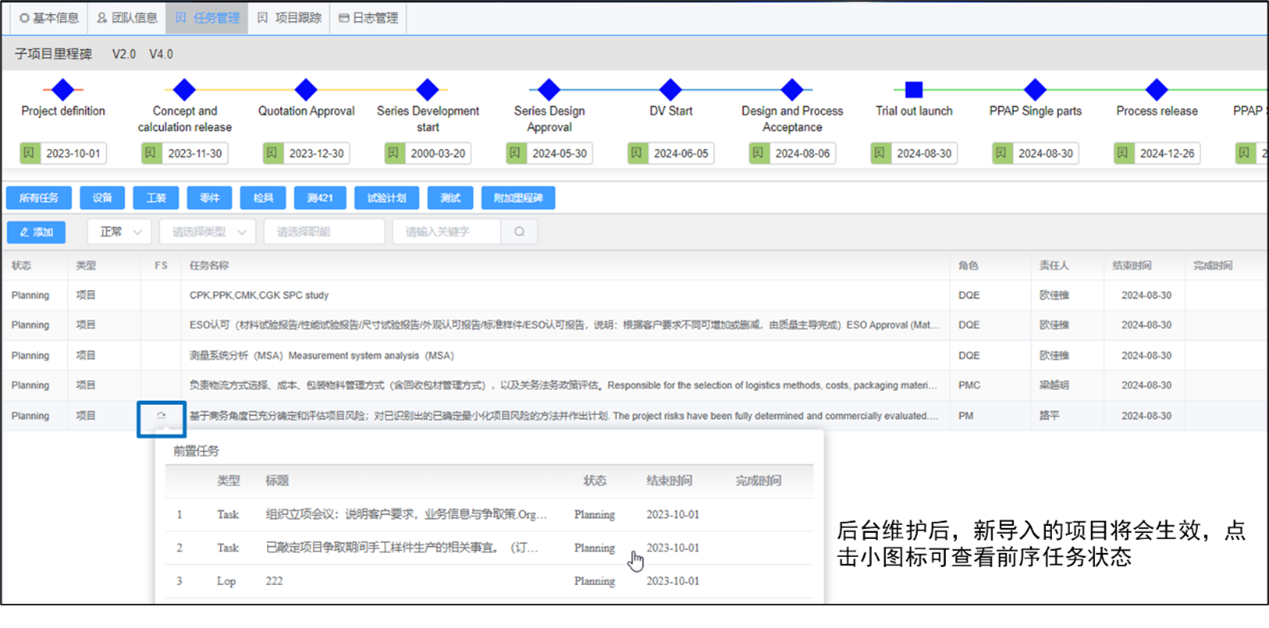 基本信息 团队信息 任务管理 项目跟踪 日志管理
子项目里程碑 V2.0 V4.0
Project definition
Concept and
calculation release
Quotation Approval
Series Development
start
Series Design
Approval
DV Start
Design and Process
Acceptance
Trial out launch
PPAP Single parts
Process release
PPAP
2023-10-01 2023-11-30 2023-12-30 2000-03-20 2024-05-30 2024-06-05 2024-08-06 2024-08-30 2024-08-30 2024-12-26
所有任务 设备 工装 零件 检具 测421 试验计划 测试 附加里程碑
添加 正常 请选择类型 请选择职能 请输入关键字
状态 类型 FS 任务名称 角色 责任人 结束时间 完成时间
Planning 项目 CPK,PPK,CMK,CGK SPC study DQE 欧佳维 2024-08-30
Planning 项目 ESO认可（材料试验报告/性能试验报告/尺寸试验报告/外观认可报告/标准样件/ESO认可报告，说明：根据客户要求不同可增加或删减，由质量主导完成）ESO Approval (Mat... DQE 欧佳维 2024-08-30
Planning 项目 测量系统分析（MSA）Measurement system analysis（MSA） DQE 欧佳维 2024-08-30
Planning 项目 负责物流方式选择、成本、包装物料管理方式（含回收包材管理方式），以及关务法务政策评估。Responsible for the selection of logistics methods, costs, packaging materi... PMC 梁越明 2024-08-30
Planning 项目 基于商务角度已充分确定和评估项目风险；对已识别出的已确定最小化项目风险的方法并作出计划. The project risks have been fully determined and commercially evaluated.... PM 路平 2024-08-30
前置任务
类型 标题 状态 结束时间 完成时间
1 Task 组织立项会议：说明客户要求，业务信息与争取策 Org... Planning 2023-10-01
2 Task 已敲定项目争取期间手工样件生产的相关事宜。（订... Planning 2023-10-01
3 Lop 222 Planning 2023-10-01
后台维护后，新导入的项目将会生效，点
击小图标可查看前序任务状态